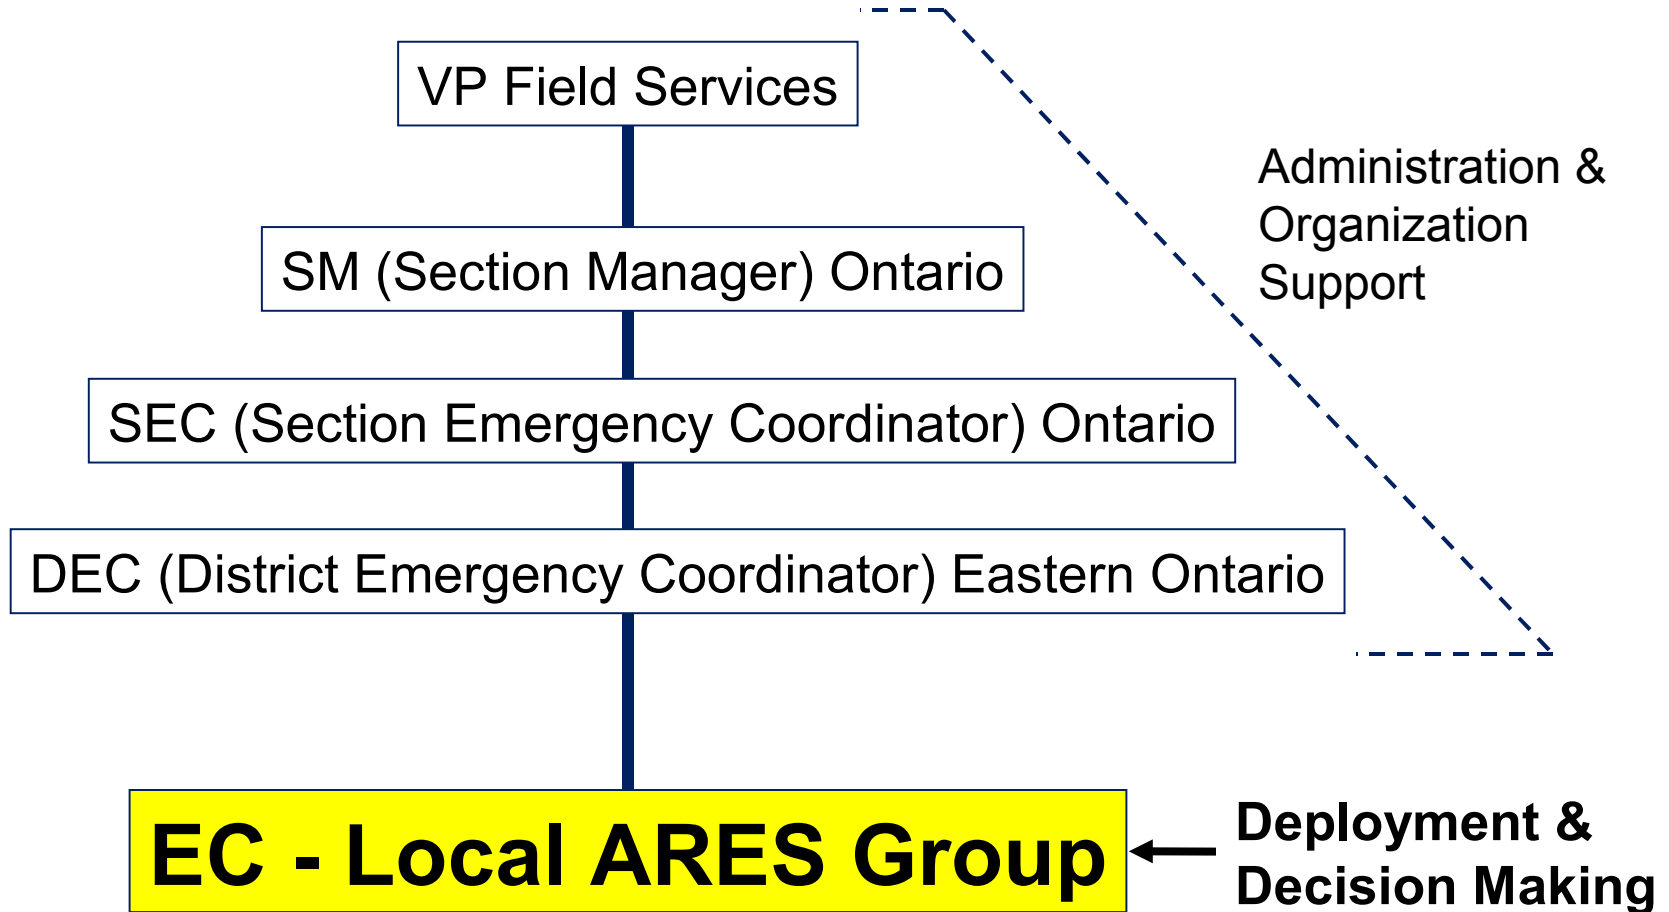 VP Field Services
Administration &
Organization
Support
SM (Section Manager) Ontario
SEC (Section Emergency Coordinator) Ontario
DEC (District Emergency Coordinator) Eastern Ontario
EC - Local ARES Group
Deployment &
Decision Making